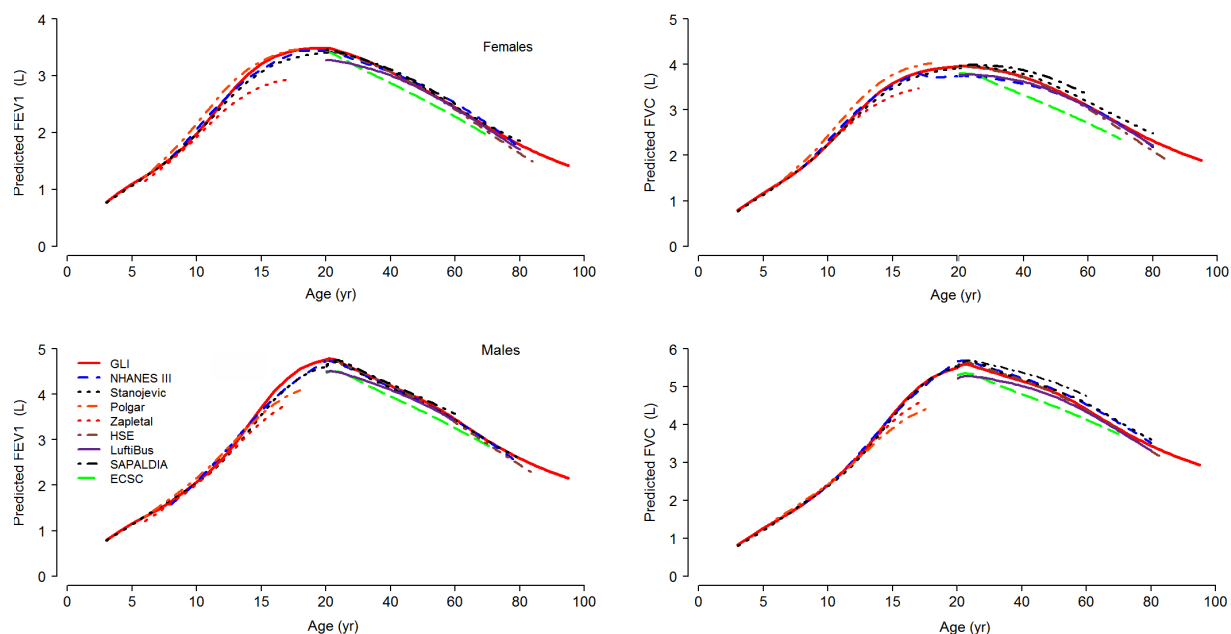 Females
Predicted FEV1 (L)
4
3
2
1
0
0 5 10 15 20 40 60 80 100
Age (yr)
Predicted FVC (L)
5
4
3
2
1
0
0 5 10 15 20 40 60 80 100
Age (yr)
Males
Predicted FEV1 (L)
5
4
3
2
1
0
GLI
NHANES III
Stanojevic
Polgar
Zapletal
HSE
LuftiBus
SAPALDIA
ECSC
0 5 10 15 20 40 60 80 100
Age (yr)
Predicted FVC (L)
6
5
4
3
2
1
0
0 5 10 15 20 40 60 80 100
Age (yr)